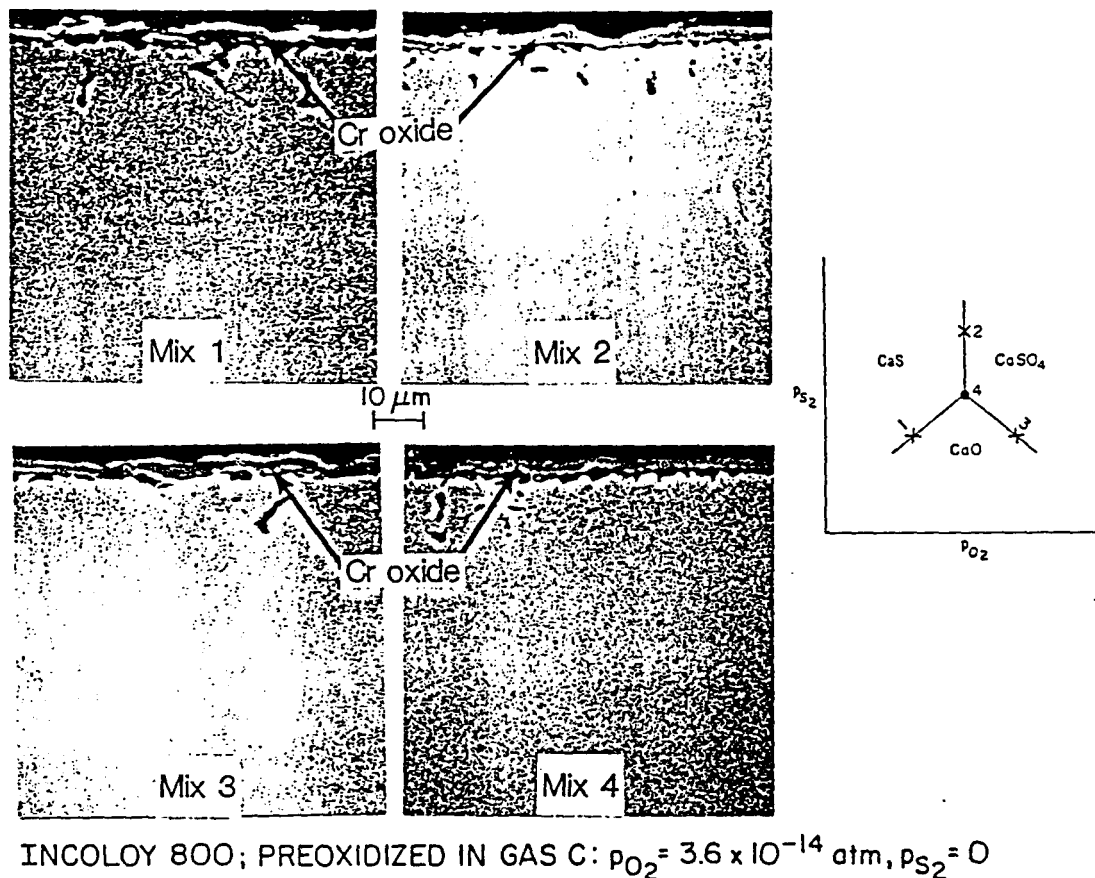 Cr oxide
Mix 1
Mix 2
10 μm
Cr oxide
Mix 3
Mix 4
2
CaS
CaSO₄
pS₂
4
1
3
CaO
pO₂
INCOLOY 800; PREOXIDIZED IN GAS C: pO₂ = 3.6 x 10⁻¹⁴ atm, pS₂ = 0